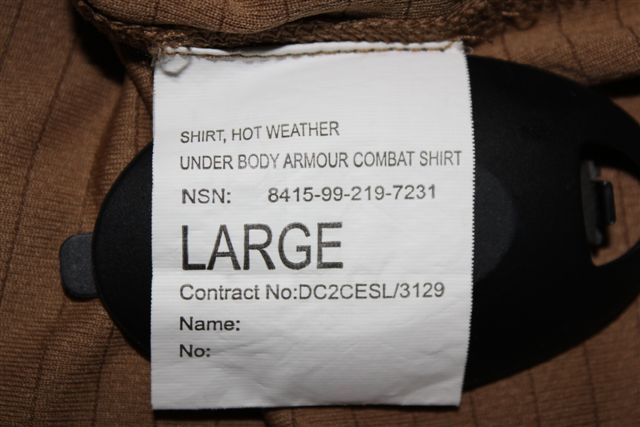 SHIRT, HOT WEATHER
UNDER BODY ARMOUR COMBAT SHIRT
NSN: 8415-99-219-7231
LARGE
Contract No:DC2CESL/3129
Name:
No: